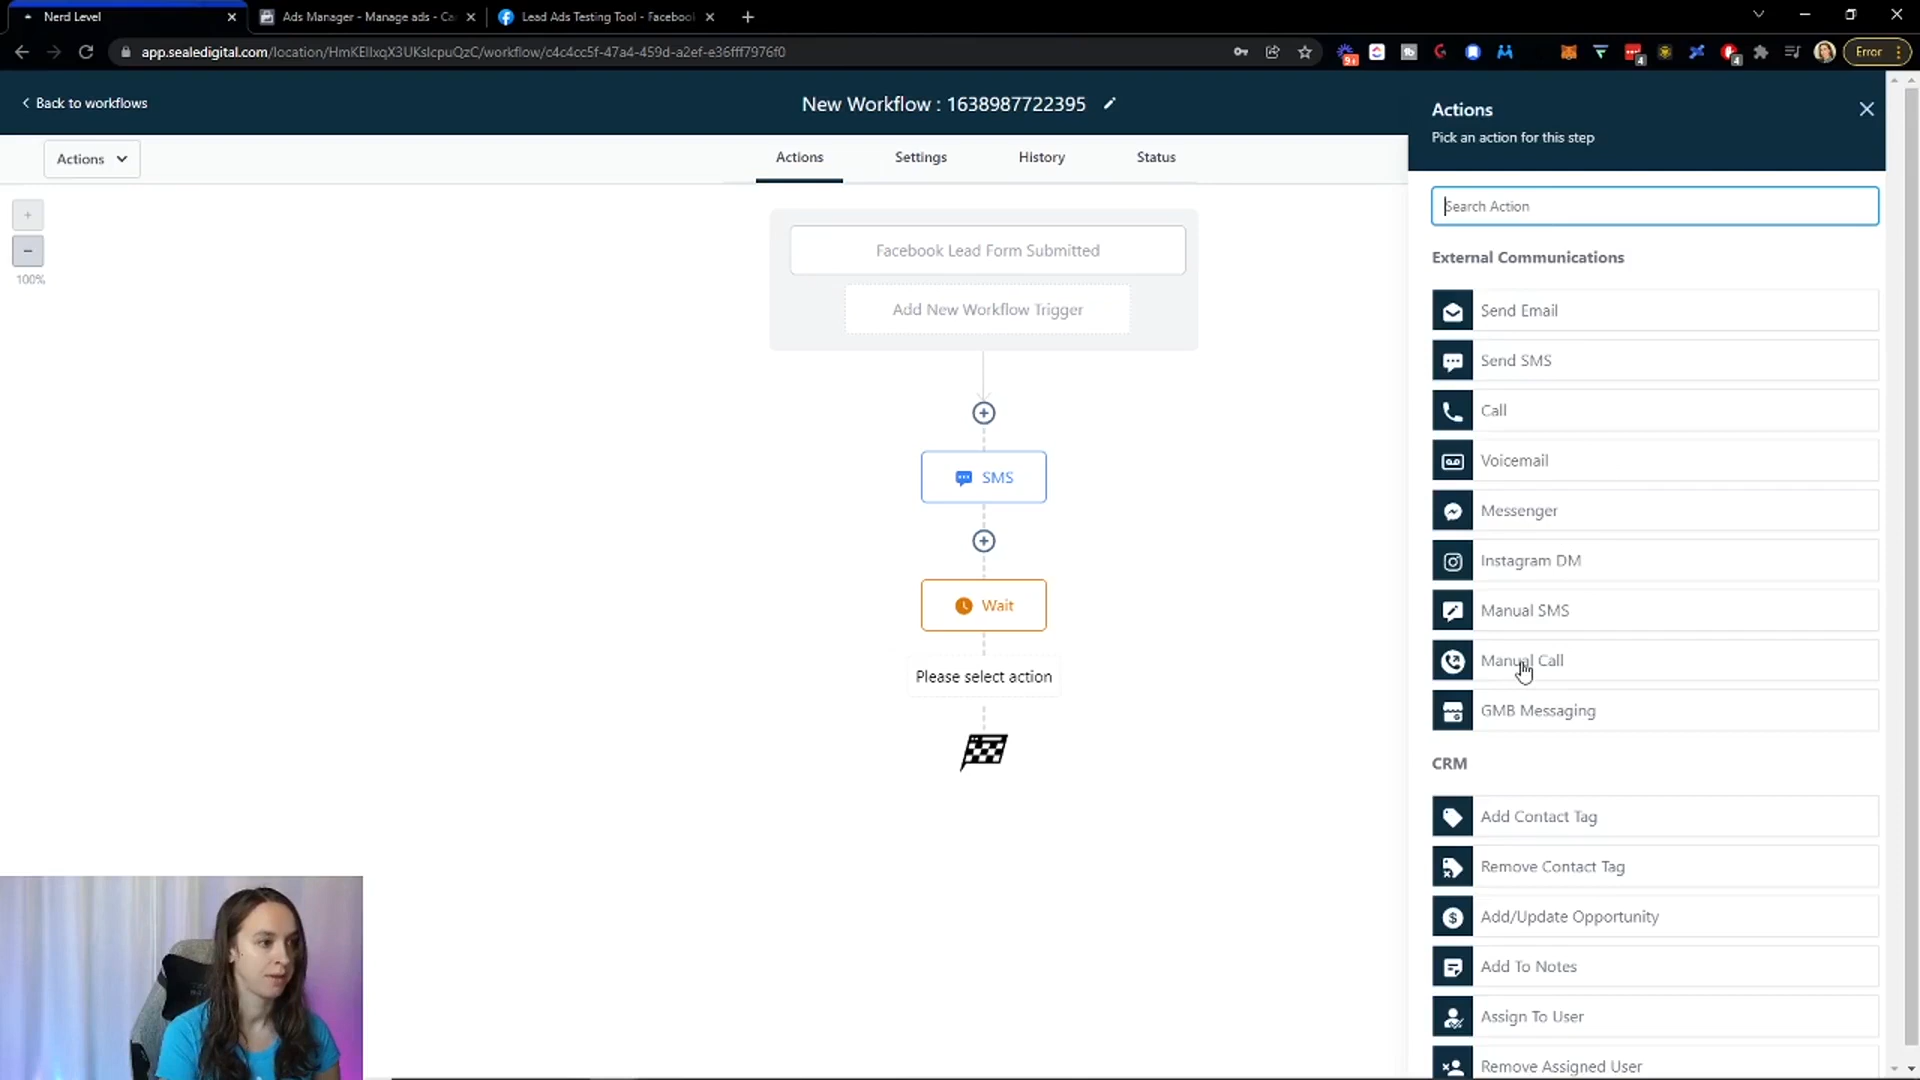 Nerd Level
Ads Manager - Manage ads - Ca
Lead Ads Testing Tool - Facebook
app.sealedigital.com/location/HmKEllxqX3UKslcpuQzC/workflow/c4c4cc5f-47a4-459d-a2ef-e36fff7976f0
9+
4
4
Error
Back to workflows
New Workflow : 1638987722395
Actions
Pick an action for this step
Actions
Actions
Settings
History
Status
100%
Facebook Lead Form Submitted
Add New Workflow Trigger
SMS
Wait
Please select action
Search Action
External Communications
Send Email
Send SMS
Call
Voicemail
Messenger
Instagram DM
Manual SMS
Manual Call
GMB Messaging
CRM
Add Contact Tag
Remove Contact Tag
Add/Update Opportunity
Add To Notes
Assign To User
Remove Assigned User